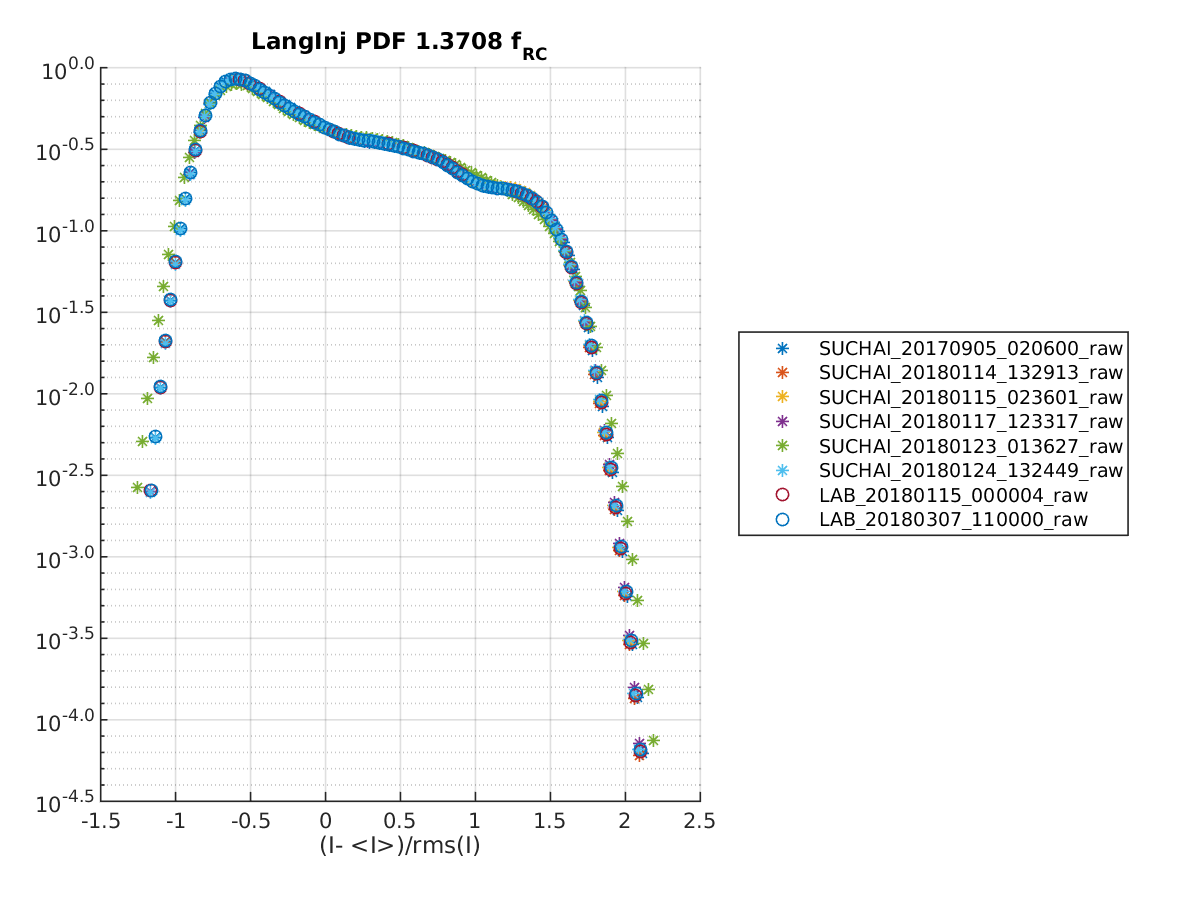 LangInj PDF 1.3708 f_RC
10^0.0
10^-0.5
10^-1.0
10^-1.5
10^-2.0
10^-2.5
10^-3.0
10^-3.5
10^-4.0
10^-4.5
-1.5 -1 -0.5 0 0.5 1 1.5 2 2.5
(I- <I>)/rms(I)
SUCHAI_20170905_020600_raw
SUCHAI_20180114_132913_raw
SUCHAI_20180115_023601_raw
SUCHAI_20180117_123317_raw
SUCHAI_20180123_013627_raw
SUCHAI_20180124_132449_raw
LAB_20180115_000004_raw
LAB_20180307_110000_raw